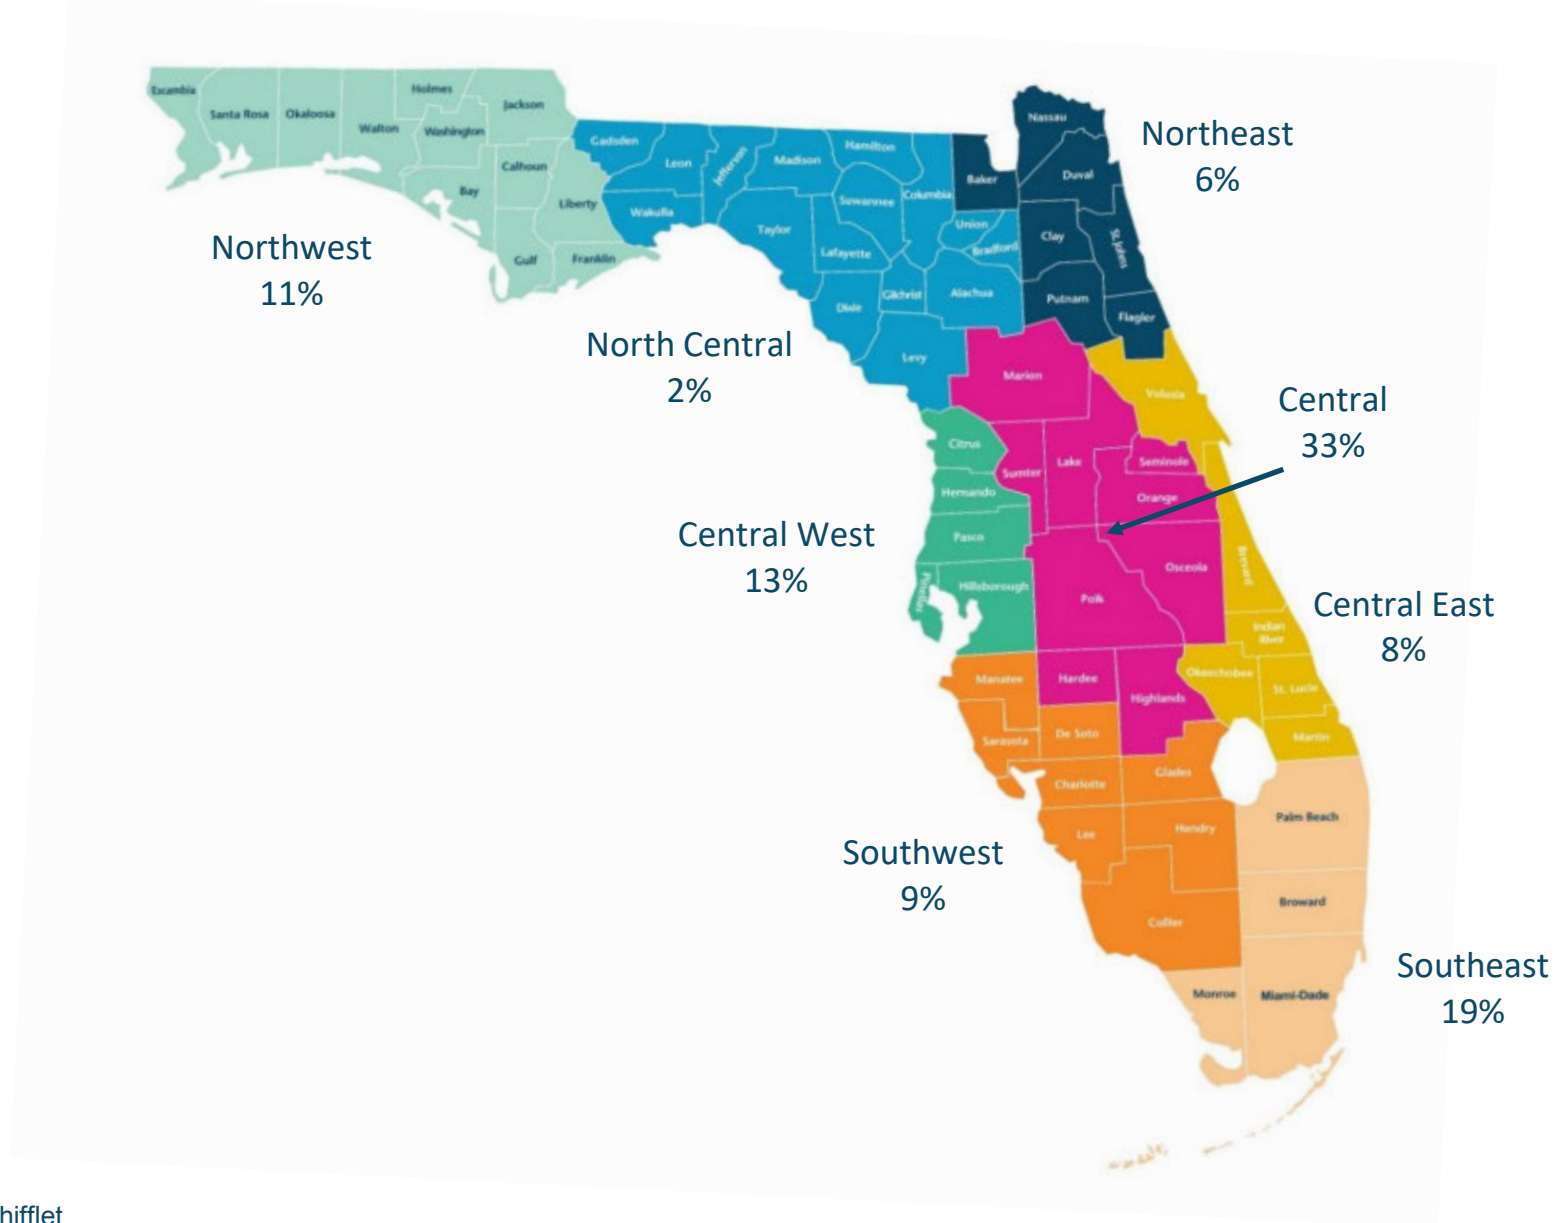 Escambia
Santa Rosa
Okaloosa
Walton
Holmes
Washington
Jackson
Bay
Calhoun
Liberty
Gulf
Franklin
Northwest
11%
Gadsden
Leon
Jefferson
Madison
Hamilton
Wakulla
Taylor
Suwannee
Columbia
Lafayette
Union
Bradford
Dixie
Gilchrist
Alachua
Levy
North Central
2%
Nassau
Baker
Duval
Clay
St. Johns
Putnam
Flagler
Northeast
6%
Marion
Sumter
Lake
Seminole
Orange
Osceola
Polk
Hardee
Highlands
Central
33%
Citrus
Hernando
Pasco
Pinellas
Hillsborough
Central West
13%
Volusia
Brevard
Indian
River
Okeechobee
St. Lucie
Martin
Central East
8%
Manatee
Sarasota
De Soto
Charlotte
Glades
Lee
Hendry
Collier
Southwest
9%
Palm Beach
Broward
Monroe
Miami-Dade
Southeast
19%
hifflet